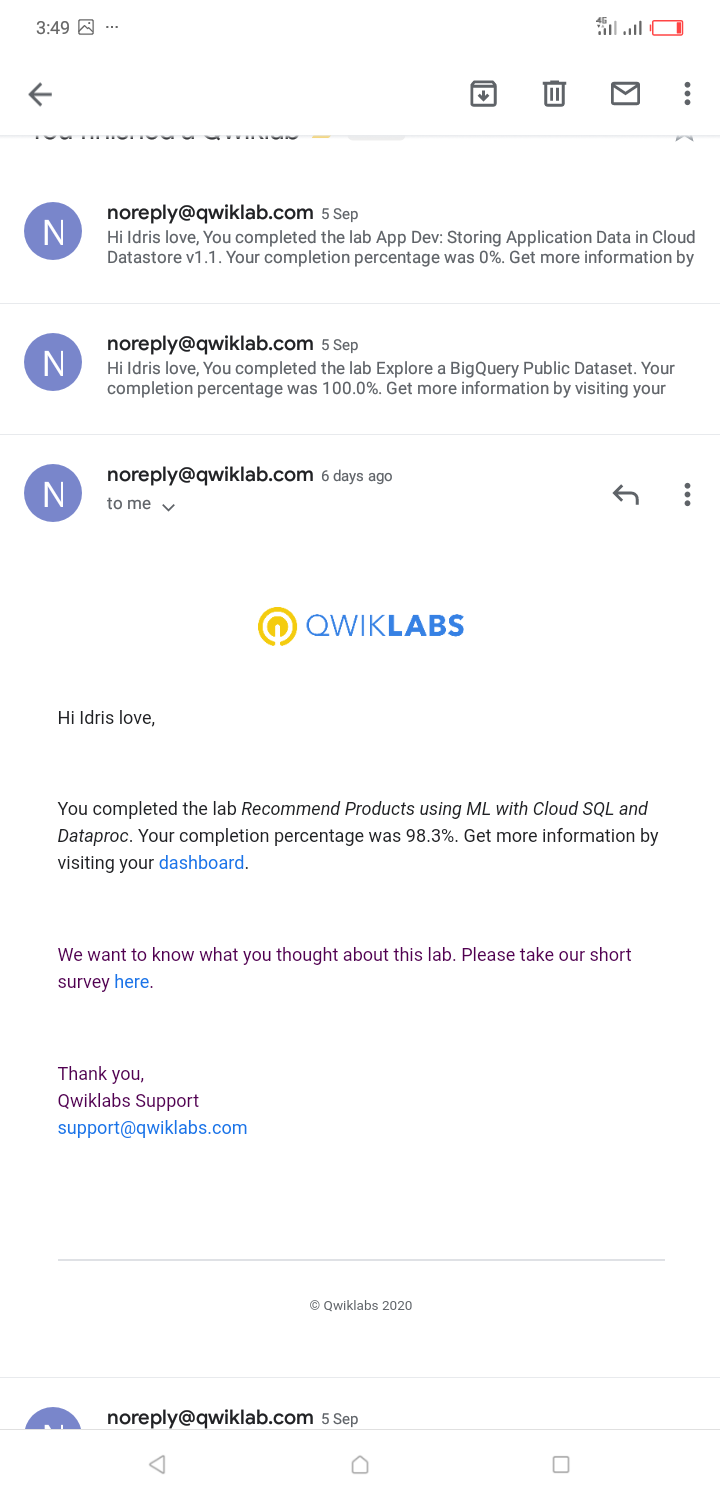 3:49
4G
You finished a Qwiklab
N
noreply@qwiklab.com 5 Sep
Hi Idris love, You completed the lab App Dev: Storing Application Data in Cloud
Datastore v1.1. Your completion percentage was 0%. Get more information by
N
noreply@qwiklab.com 5 Sep
Hi Idris love, You completed the lab Explore a BigQuery Public Dataset. Your
completion percentage was 100.0%. Get more information by visiting your
N
noreply@qwiklab.com 6 days ago
to me
QWIKLABS
Hi Idris love,
You completed the lab Recommend Products using ML with Cloud SQL and
Dataproc. Your completion percentage was 98.3%. Get more information by
visiting your dashboard.
We want to know what you thought about this lab. Please take our short
survey here.
Thank you,
Qwiklabs Support
support@qwiklabs.com
© Qwiklabs 2020
N
noreply@qwiklab.com 5 Sep